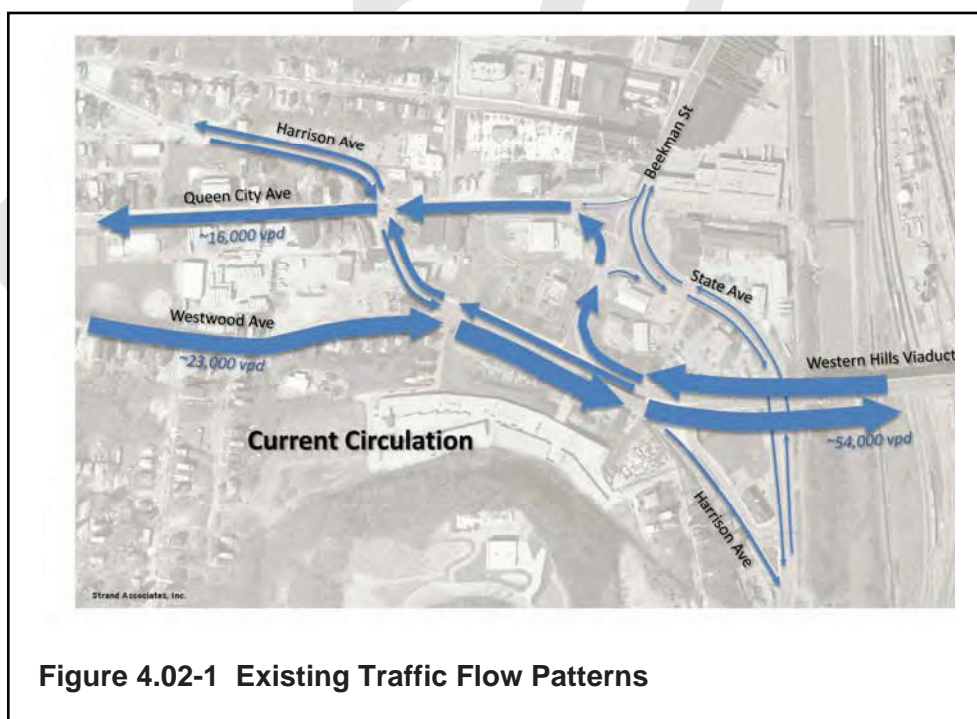 Harrison Ave
Beekman St
Queen City Ave
~16,000 vpd
State Ave
Westwood Ave
~23,000 vpd
Western Hills Viaduct
~54,000 vpd
Current Circulation
Harrison Ave
Strand Associates, Inc.
Figure 4.02-1 Existing Traffic Flow Patterns